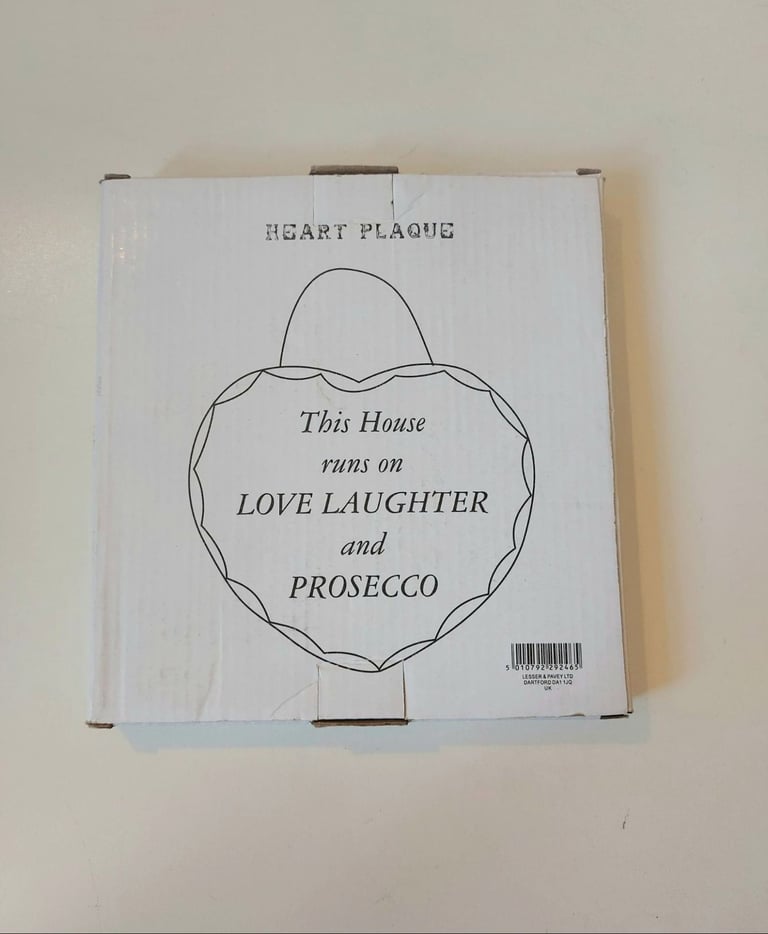 HEART PLAQUE
This House
runs on
LOVE LAUGHTER
and
PROSECCO
5 010792 292465
LESSER & PAVEY LTD
DARTFORD DA1 1JQ
UK